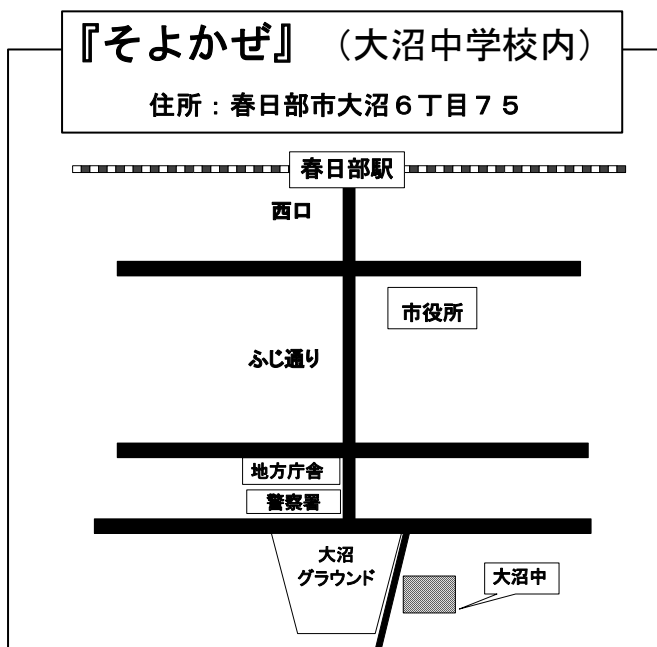 『そよかぜ』（大沼中学校内）
住所：春日部市大沼６丁目７５
春日部駅
西口
市役所
ふじ通り
地方庁舎
警察署
大沼
グラウンド
大沼中